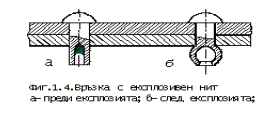 а
б
Фиг.1.4.Връзка с експлозивен нит
а-преди експлозията; б-след експлозията;